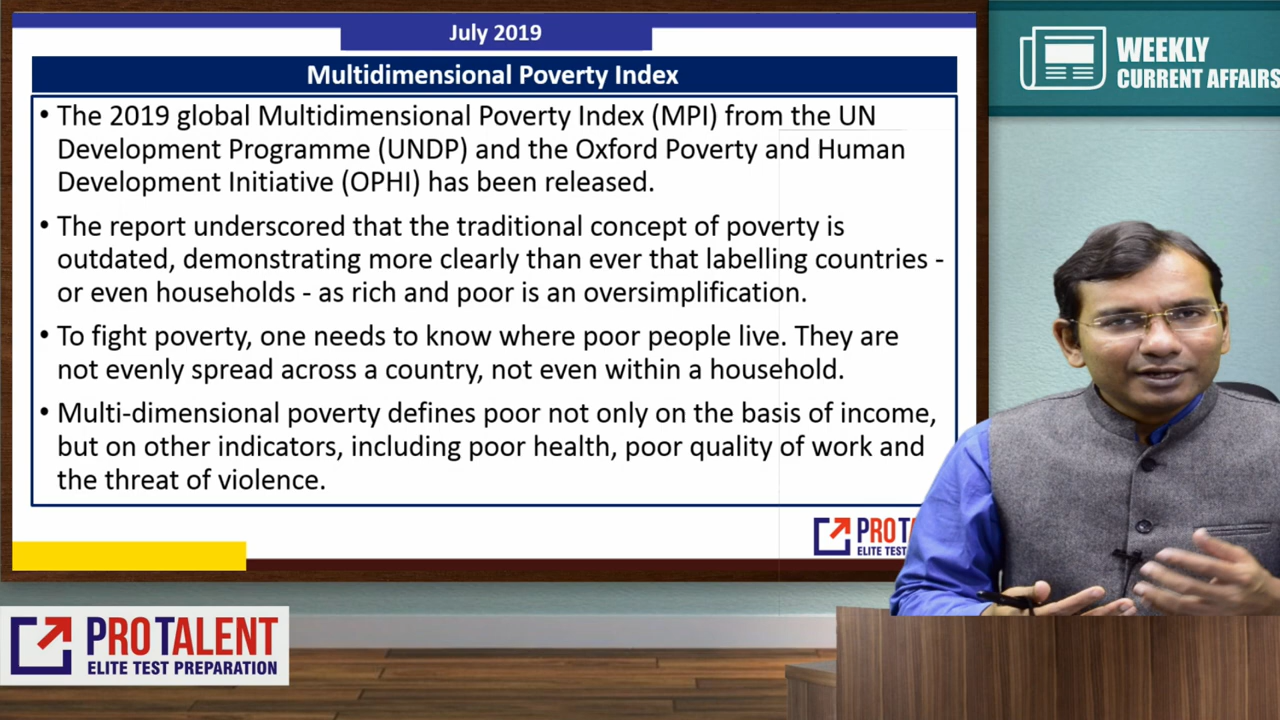 July 2019
Multidimensional Poverty Index
• The 2019 global Multidimensional Poverty Index (MPI) from the UN
Development Programme (UNDP) and the Oxford Poverty and Human
Development Initiative (OPHI) has been released.
• The report underscored that the traditional concept of poverty is
outdated, demonstrating more clearly than ever that labelling countries -
or even households - as rich and poor is an oversimplification.
• To fight poverty, one needs to know where poor people live. They are
not evenly spread across a country, not even within a household.
• Multi-dimensional poverty defines poor not only on the basis of income,
but on other indicators, including poor health, poor quality of work and
the threat of violence.
WEEKLY
CURRENT AFFAIRS
PROTA
ELITE TEST
PROTALENT
ELITE TEST PREPARATION